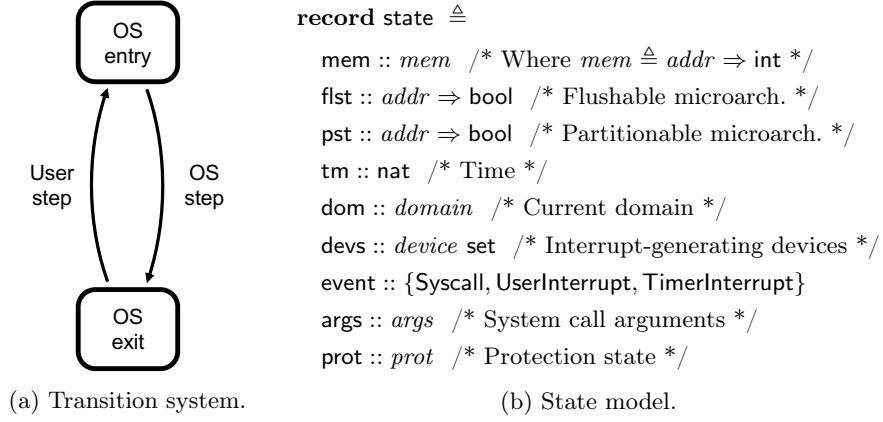 OS
entry
User
step
OS
step
OS
exit
(a) Transition system.
record state ≜
mem :: mem /* Where mem ≜ addr ⇒ int */
flst :: addr ⇒ bool /* Flushable microarch. */
pst :: addr ⇒ bool /* Partitionable microarch. */
tm :: nat /* Time */
dom :: domain /* Current domain */
devs :: device set /* Interrupt-generating devices */
event :: {Syscall, UserInterrupt, TimerInterrupt}
args :: args /* System call arguments */
prot :: prot /* Protection state */
(b) State model.